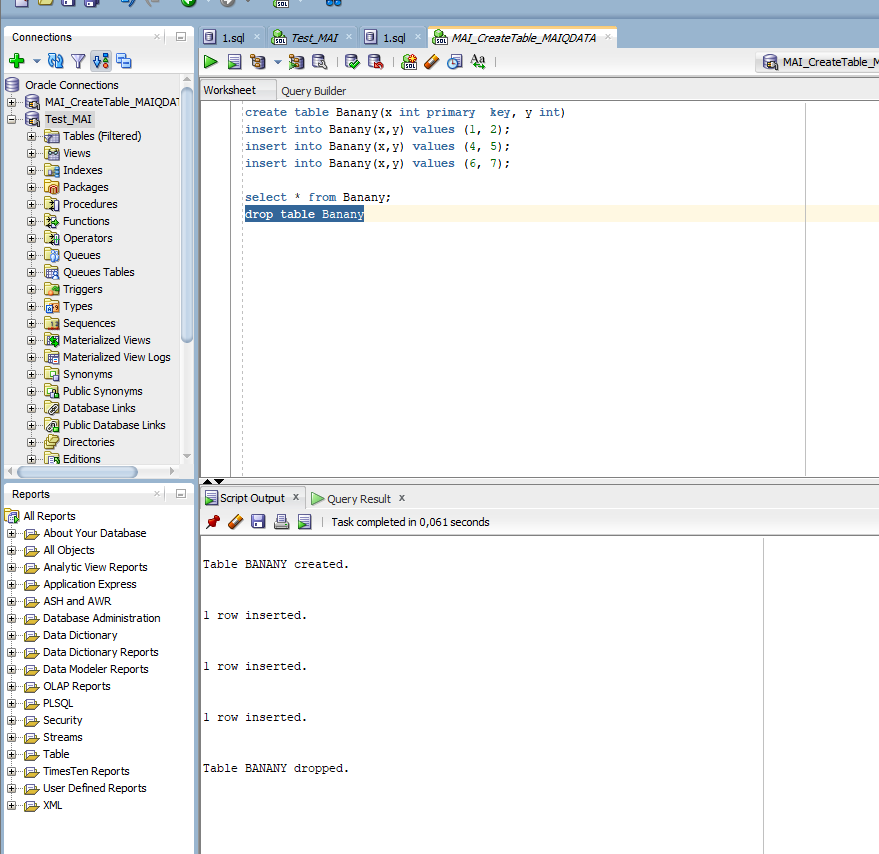 Connections
Oracle Connections
MAI_CreateTable_MAIQDAT
Test_MAI
Tables (Filtered)
Views
Indexes
Packages
Procedures
Functions
Operators
Queues
Queues Tables
Triggers
Types
Sequences
Materialized Views
Materialized View Logs
Synonyms
Public Synonyms
Database Links
Public Database Links
Directories
Editions
Reports
All Reports
About Your Database
All Objects
Analytic View Reports
Application Express
ASH and AWR
Database Administration
Data Dictionary
Data Dictionary Reports
Data Modeler Reports
OLAP Reports
PLSQL
Security
Streams
Table
TimesTen Reports
User Defined Reports
XML
1.sql
Test_MAI
1.sql
MAI_CreateTable_MAIQDATA
MAI_CreateTable_M
Worksheet
Query Builder
create table Banany(x int primary  key, y int)
insert into Banany(x,y) values (1, 2);
insert into Banany(x,y) values (4, 5);
insert into Banany(x,y) values (6, 7);
select * from Banany;
drop table Banany
Script Output
Query Result
Task completed in 0,061 seconds
Table BANANY created.
1 row inserted.
1 row inserted.
1 row inserted.
Table BANANY dropped.